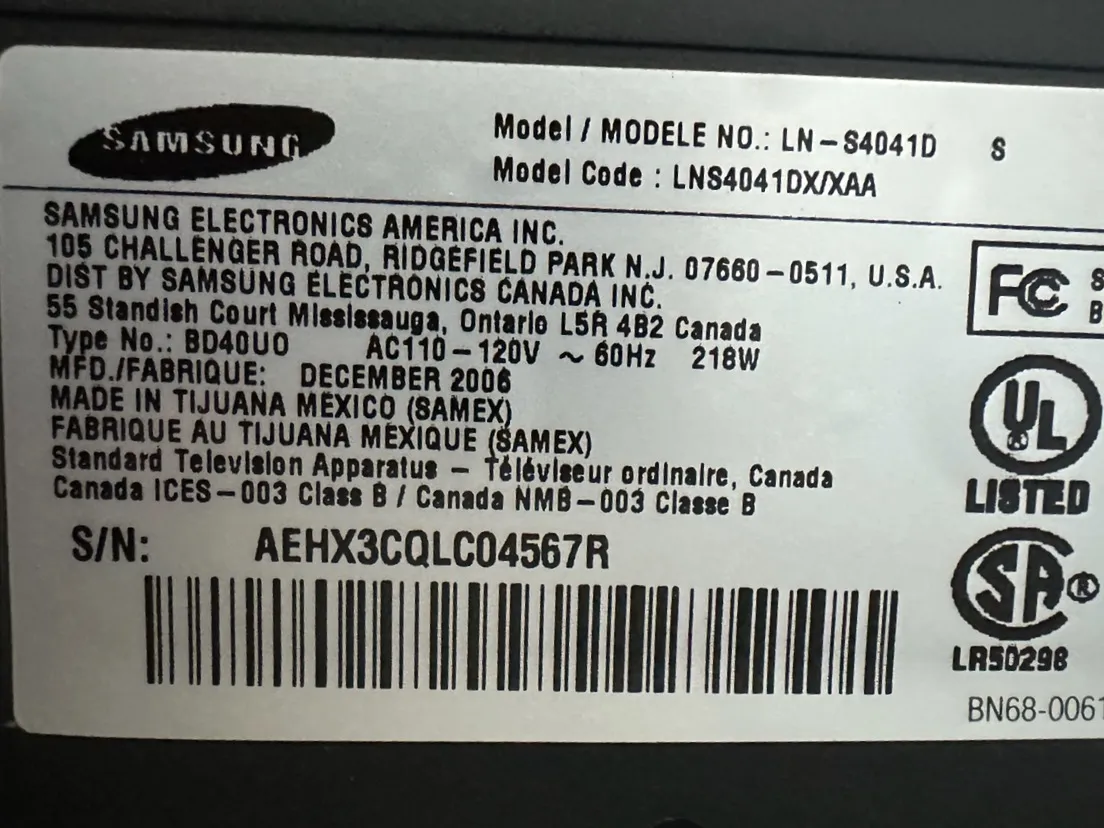 SAMSUNG
Model / MODELE NO.: LN-S4041D S
Model Code : LNS4041DX/XAA
SAMSUNG ELECTRONICS AMERICA INC.
105 CHALLENGER ROAD, RIDGEFIELD PARK N.J. 07660-0511, U.S.A.
DIST BY SAMSUNG ELECTRONICS CANADA INC.
55 Standish Court Mississauga, Ontario L5R 4B2 Canada
Type No.: BD40UO AC110-120V ~ 60Hz 218W
MFD./FABRIQUE: DECEMBER 2006
MADE IN TIJUANA MEXICO (SAMEX)
FABRIQUE AU TIJUANA MEXIQUE (SAMEX)
Standard Television Apparatus - Téléviseur ordinaire, Canada
Canada ICES-003 Class B / Canada NMB-003 Classe B
S/N: AEHX3CQLC04567R
FC
UL ®
LISTED
SA ®
LR50298
BN68-0061